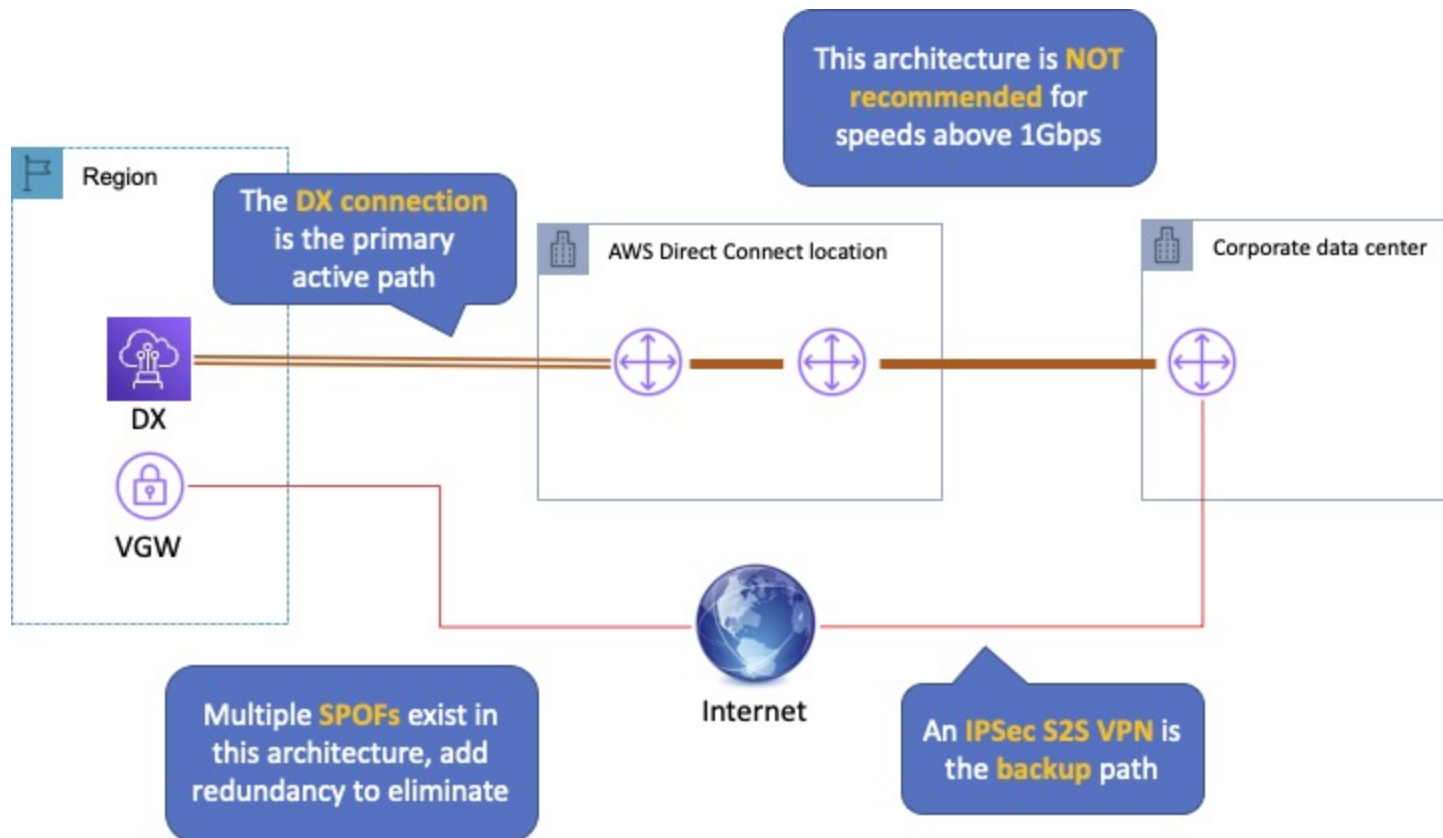 This architecture is NOT
recommended for
speeds above 1Gbps
Region
The DX connection
is the primary
active path
AWS Direct Connect location
Corporate data center
DX
VGW
Internet
Multiple SPOFs exist in
this architecture, add
redundancy to eliminate
An IPSec S2S VPN is
the backup path